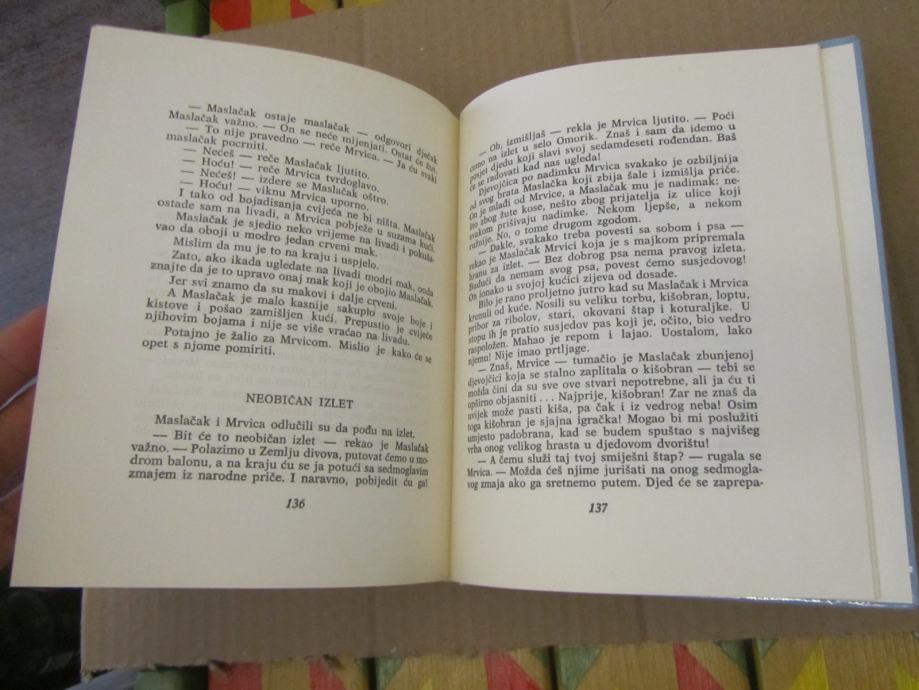 — Maslačak ostaje maslačak — odgovori dječak
Maslačak važno. — On se neće mijenjati. Ostat će žut.
— To nije pravedno — reče Mrvica. — Ja ću svaki
maslačak pocrniti.
— Nećeš — reče Maslačak ljutito.
— Hoću! — reče Mrvica tvrdoglavo.
— Nećeš! — izdere se Maslačak oštro.
— Hoću! — viknu Mrvica uporno.
I tako od bojadisanja cvijeća ne bi ništa. Maslačak
ostade sam na livadi, a Mrvica pobježe u suzama kući.
Maslačak je sjedio neko vrijeme na livadi i pokuša-
vao da oboji u modro jedan crveni mak.
Mislim da mu je to na kraju i uspjelo.
Zato, ako ikada ugledate na livadi modri mak, onda
znajte da je to upravo onaj mak koji je obojio Maslačak.
Jer svi znamo da su makovi i dalje crveni.
A Maslačak je malo kasnije sakupio svoje boje i
kistove i pošao zamišljen kući. Prepustio je cvijeće
njihovim bojama i nije se više vraćao na livadu.
Potajno je žalio za Mrvicom. Mislio je kako će se
opet s njome pomiriti.
NEOBIČAN IZLET
Maslačak i Mrvica odlučili su da pođu na izlet.
— Bit će to neobičan izlet — rekao je Maslačak
važno. — Polazimo u Zemlju divova, putovat ćemo u mo-
drom balonu, a na kraju ću se ja potući sa sedmoglavim
zmajem iz narodne priče. I naravno, pobijedit ću ga!
136
— Oh, izmišljaš — rekla je Mrvica ljutito. — Poći
ćemo na izlet u selo Omorik. Znaš i sam da idemo u
posjet djedu koji slavi svoj sedamdeseti rođendan. Baš
će se radovati kad nas ugleda!
Djevojčica po nadimku Mrvica svakako je ozbiljnija
od svog brata Maslačka koji zbija šale i izmišlja priče.
On je mlađi od Mrvice, a Maslačak mu je nadimak: ne-
što zbog žute kose, nešto zbog prijatelja iz ulice koji
svakom prišivaju nadimke. Nekom ljepše, a nekom
ružnije. No, o tome drugom zgodom.
— Dakle, svakako treba povesti sa sobom i psa —
rekao je Maslačak Mrvici koja je s majkom pripremala
hranu za izlet. — Bez dobrog psa nema pravog izleta.
Budući da nemam svog psa, povest ćemo susjedovog!
On ionako u svojoj kućici zijeva od dosade.
Bilo je rano proljetno jutro kad su Maslačak i Mrvica
krenuli od kuće. Nosili su veliku torbu, kišobran, loptu,
pribor za ribolov, stari, okovani štap i koturaljke. U
stopu ih je pratio susjedov pas koji je, očito, bio vedro
raspoložen. Mahao je repom i lajao. Uostalom, lako
njemu! Nije imao prtljage.
— Znaš, Mrvice — tumačio je Maslačak zbunjenoj
djevojčici koja se stalno zaplitala o kišobran — tebi se
možda čini da su sve ove stvari nepotrebne, ali ja ću ti
uplirno objasniti . . . Najprije, kišobran! Zar ne znaš da
uvijek može pasti kiša, pa čak i iz vedrog neba! Osim
toga kišobran je sjajna igračka! Mogao bi mi poslužiti
umjesto padobrana, kad se budem spuštao s najvišeg
vrha onog velikog hrasta u djedovom dvorištu!
— A čemu služi taj tvoj smiješni štap? — rugala se
Mrvica. — Možda ćeš njime jurišati na onog sedmogla-
vog zmaja ako ga sretnemo putem. Djed će se zaprepa-
137